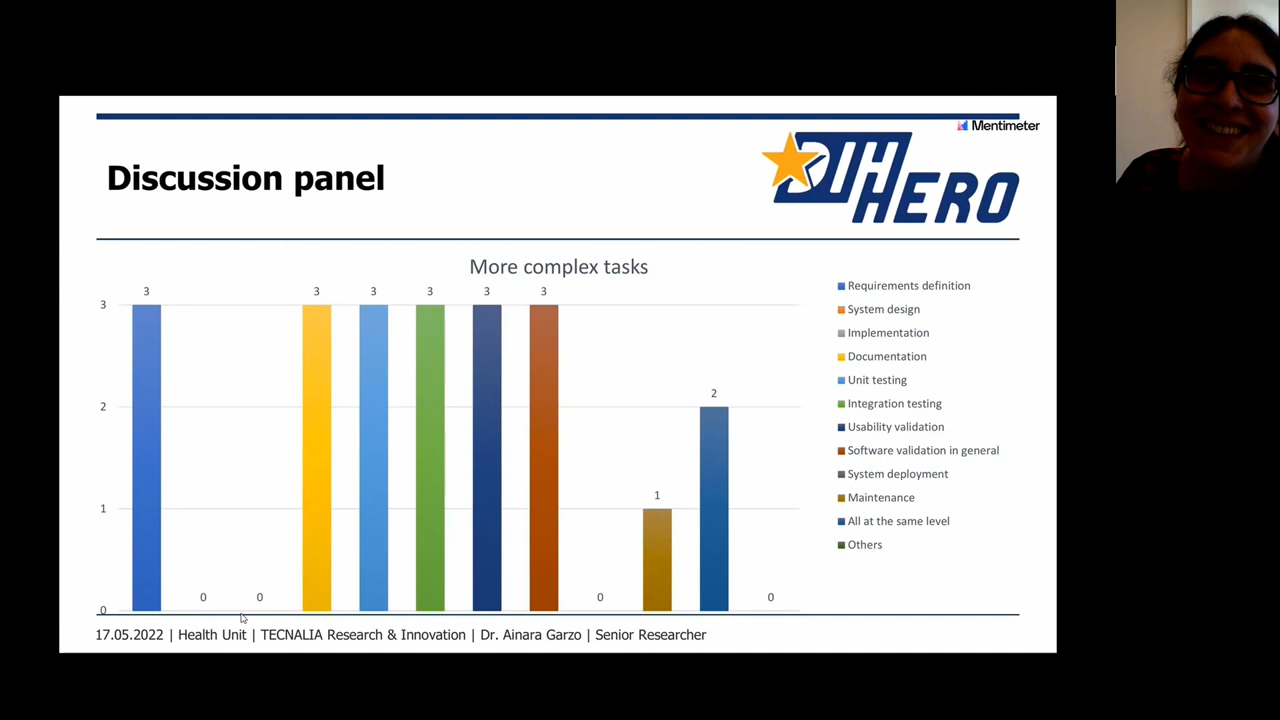 Mentimeter
Discussion panel
DIH
HERO
More complex tasks
3 3 3 3 3 3
3
2
2
1
1
0 0 0 0 0
0
Requirements definition
System design
Implementation
Documentation
Unit testing
Integration testing
Usability validation
Software validation in general
System deployment
Maintenance
All at the same level
Others
17.05.2022 | Health Unit | TECNALIA Research & Innovation | Dr. Ainara Garzo | Senior Researcher